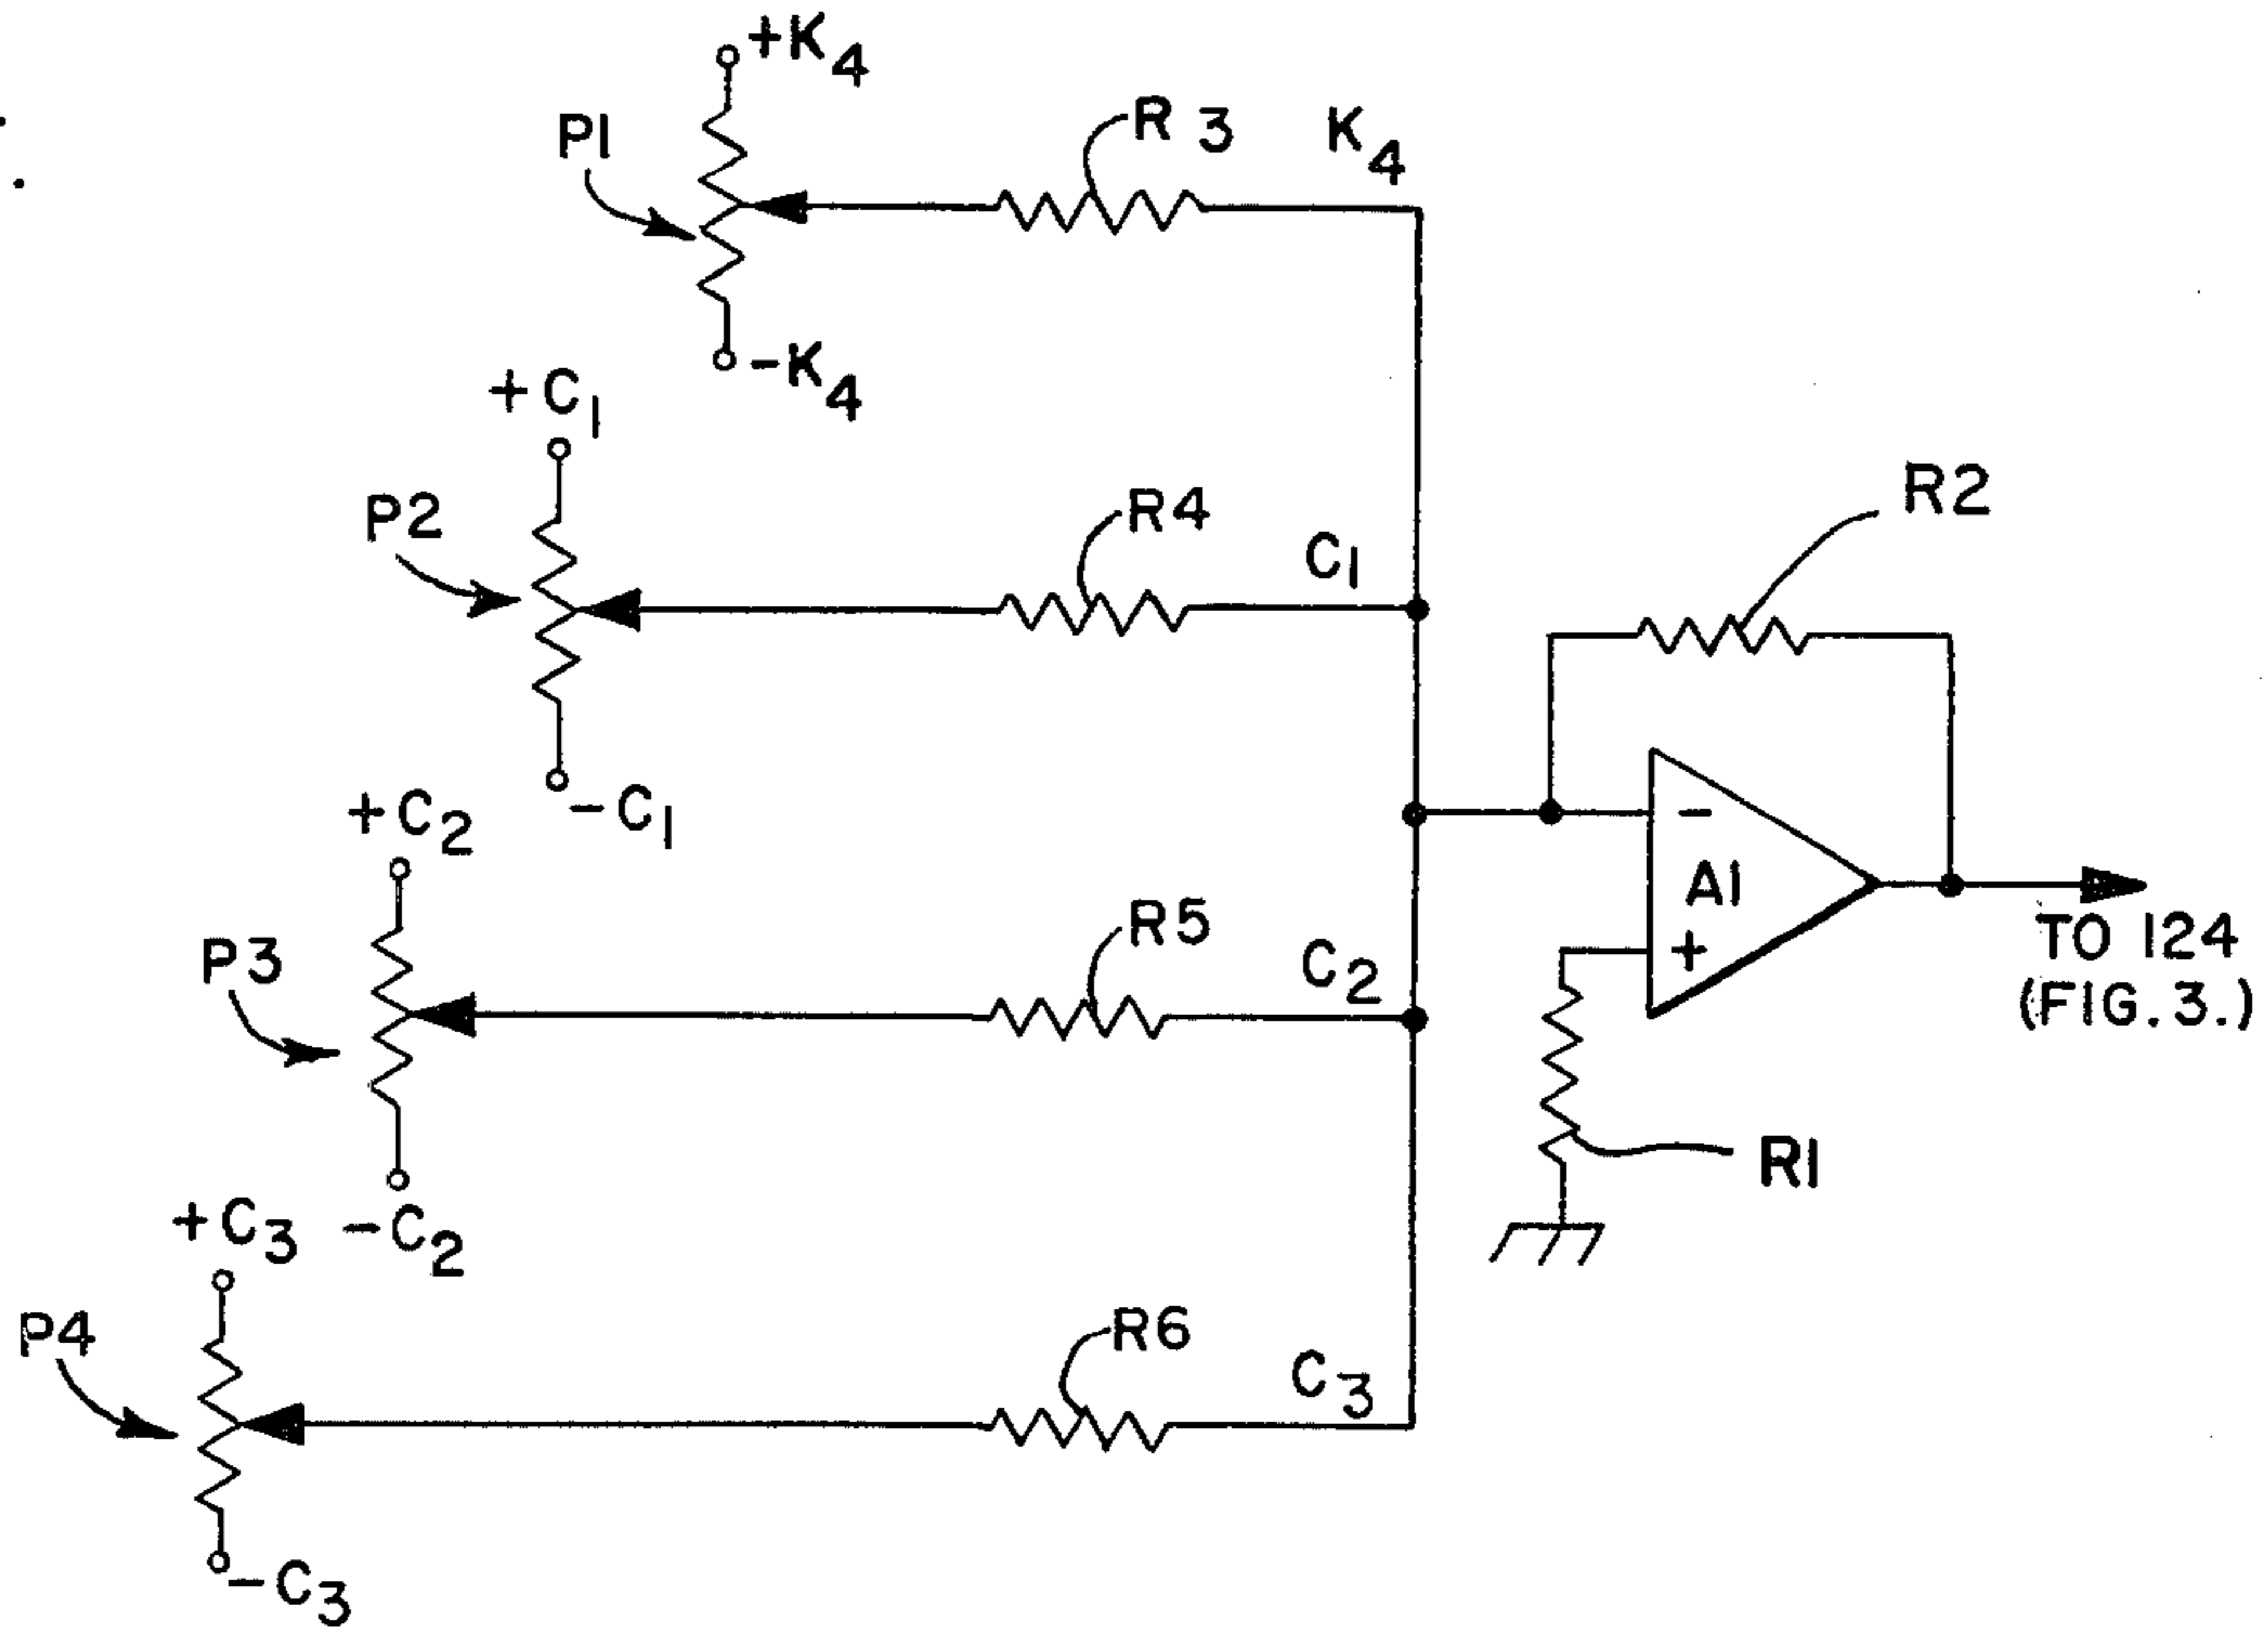 +K4
P1
R3
K4
-K4
+C1
P2
R4
C1
R2
-C1
+C2
P3
R5
C2
-
A1
+
TO 124
(FIG. 3.)
R1
-C2
+C3
P4
R6
C3
-C3